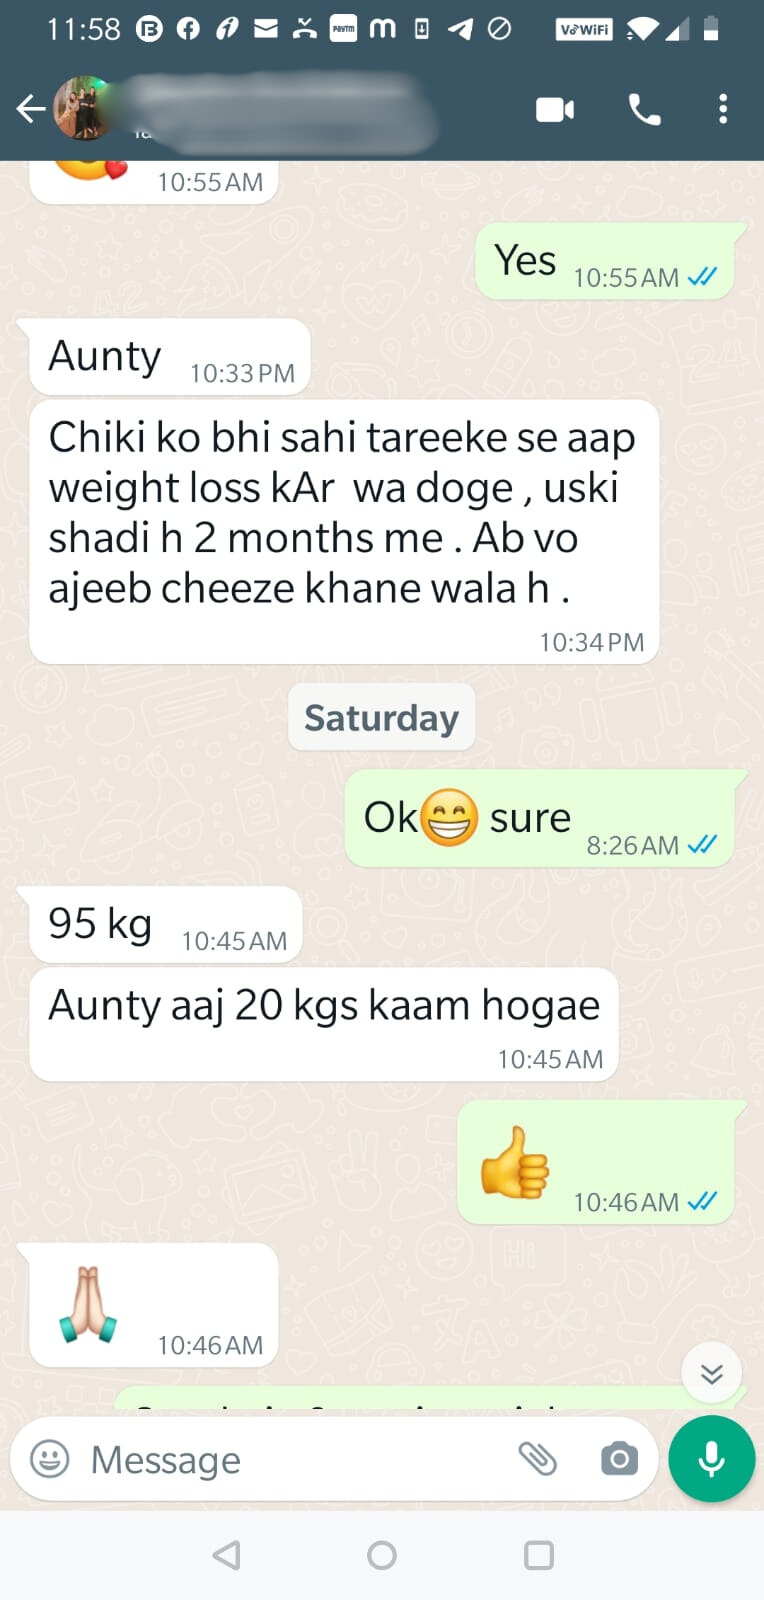 11:58
Paytm
m
VoWiFi
10:55 AM
Yes
10:55 AM
Aunty
10:33 PM
Chiki ko bhi sahi tareeke se aap
weight loss kAr wa doge , uski
shadi h 2 months me . Ab vo
ajeeb cheeze khane wala h .
10:34 PM
Saturday
Ok😁 sure
8:26 AM
95 kg
10:45 AM
Aunty aaj 20 kgs kaam hogae
10:45 AM
👍
10:46 AM
🙏🏻
10:46 AM
Message